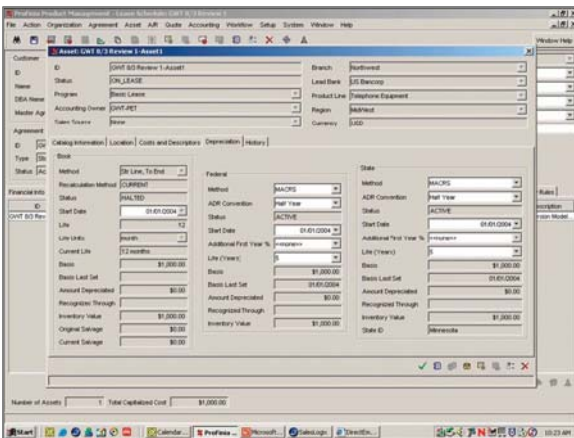 ProFinia Product Management - Lease Schedule: GWT 8/3 Review 1
File Action Organization Agreement Asset A/R Quote Accounting Workflow Setup System Window Help
Window Help
Asset: GWT 8/3 Review 1-Asset1
Customer
ID
Name
DBA Name
Master Agr
Agreement
ID
Type
Status
Financial Info
ID
GWT 8/3 Rev
ID GWT 8/3 Review 1-Asset1
Status ON_LEASE
Program Basic Lease
Accounting Owner GWT-PET
Sales Source None
Branch Northwest
Lead Bank US Bancorp
Product Line Telephone Equipment
Region MidWest
Currency USD
Catalog Information Location Costs and Descriptors Depreciation History
Book
Method Str Line, To End
Recalculation Method CURRENT
Status HALTED
Start Date 01/01/2004
Life 12
Life Units month
Current Life 12 months
Basis $1,000.00
Basis Last Set
Amount Depreciated $0.00
Recognized Through
Inventory Value $1,000.00
Original Salvage $0.00
Current Salvage $0.00
Federal
Method MACRS
ADR Convention Half Year
Status ACTIVE
Start Date 01/01/2004
Additional First Year % <none>
Life (Years) 5
Basis $1,000.00
Basis Last Set 01/01/2004
Amount Depreciated $0.00
Recognized Through
Inventory Value $1,000.00
State
Method MACRS
ADR Convention Half Year
Status ACTIVE
Start Date 01/01/2004
Additional First Year % <none>
Life (Years) 5
Basis $1,000.00
Basis Last Set 01/01/2004
Amount Depreciated $0.00
Recognized Through
Inventory Value $1,000.00
State ID Minnesota
Rules
Number of Assets 1 Total Capitalized Cost $1,000.00
Start Calendar... ProFinia ... Microsoft... SalesLogix DirectEm... 10:23 AM